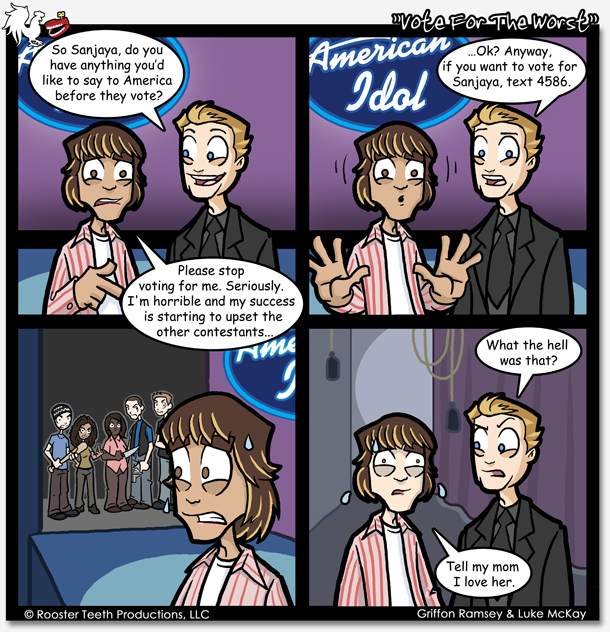 "Vote For The Worst"
So Sanjaya, do you
have anything you'd
like to say to America
before they vote?
Please stop
voting for me. Seriously.
I'm horrible and my success
is starting to upset the
other contestants...
American
Idol
...Ok? Anyway,
if you want to vote for
Sanjaya, text 4586.
Ame
I
What the hell
was that?
Tell my mom
I love her.
© Rooster Teeth Productions, LLC
Griffon Ramsey & Luke McKay